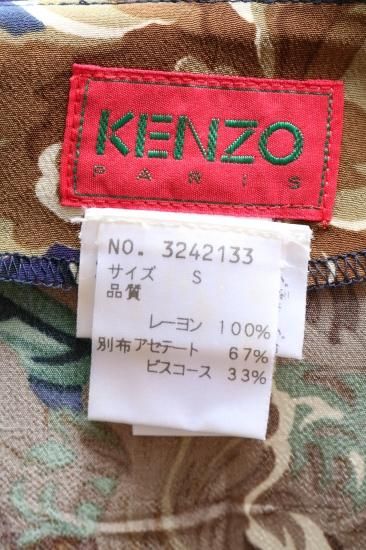 KENZO
PARIS
NO. 3242133
サイズ S
品質
レーヨン 100%
別布アセテート 67%
ビスコース 33%